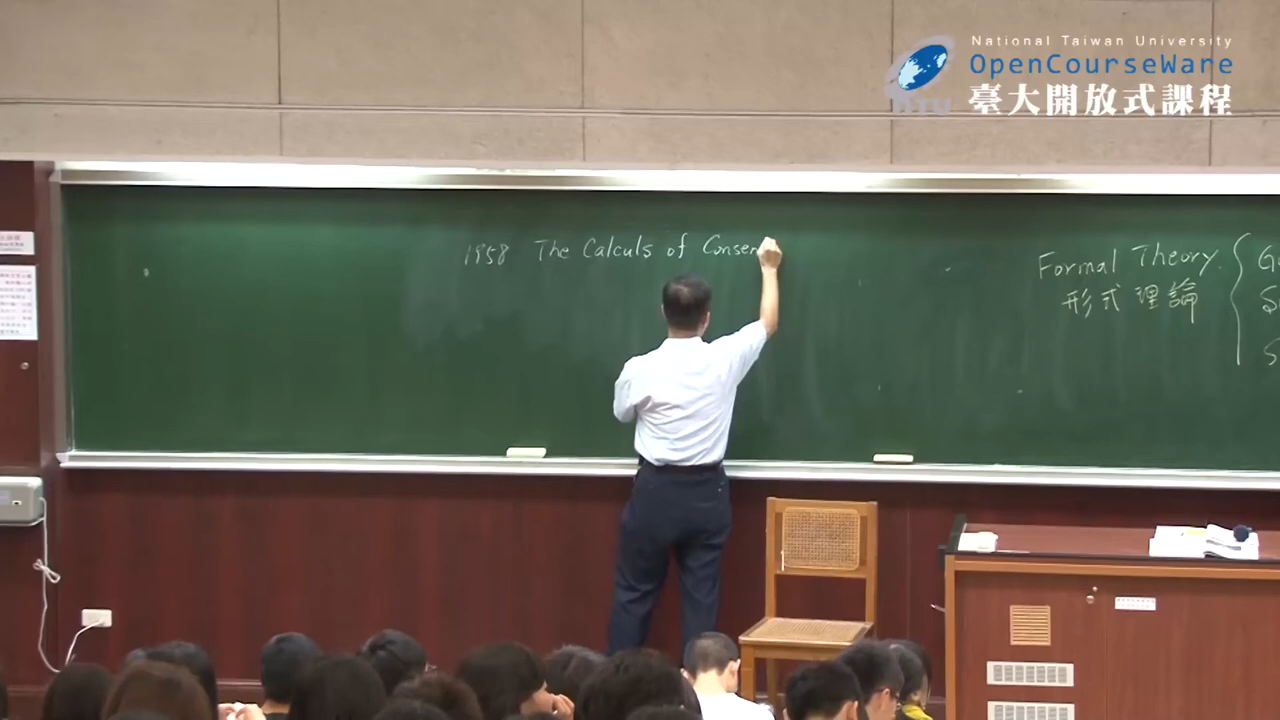 National Taiwan University
OpenCourseWare
臺大開放式課程
1958 The Calculs of Consen
Formal Theory.
形式理論